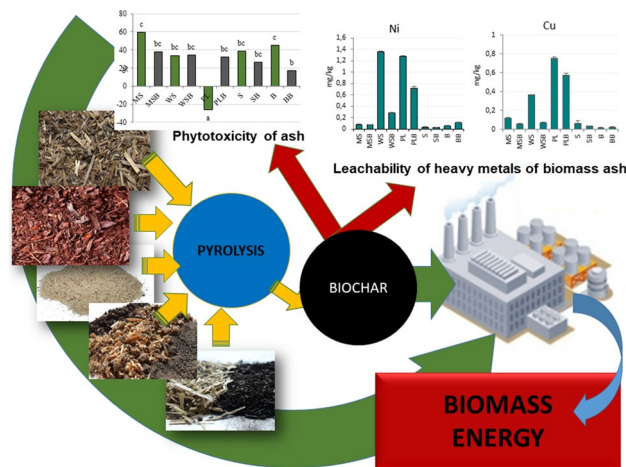 80
60
40
20
0
-20
-40
c
bc
bc
bc
a
bc
bc
bc
c
b
MS
MSB
WS
WSB
PL
PLB
S
SB
B
BB
Phytotoxicity of ash
Ni
mg/kg
1,6
1,4
1,2
1
0,8
0,6
0,4
0,2
0
MS
MSB
WS
WSB
PL
PLB
S
SB
B
BB
Cu
mg/kg
1
0,8
0,6
0,4
0,2
0
MS
MSB
WS
WSB
PL
PLB
S
SB
B
BB
Leachability of heavy metals of biomass ash
PYROLYSIS
BIOCHAR
BIOMASS
ENERGY